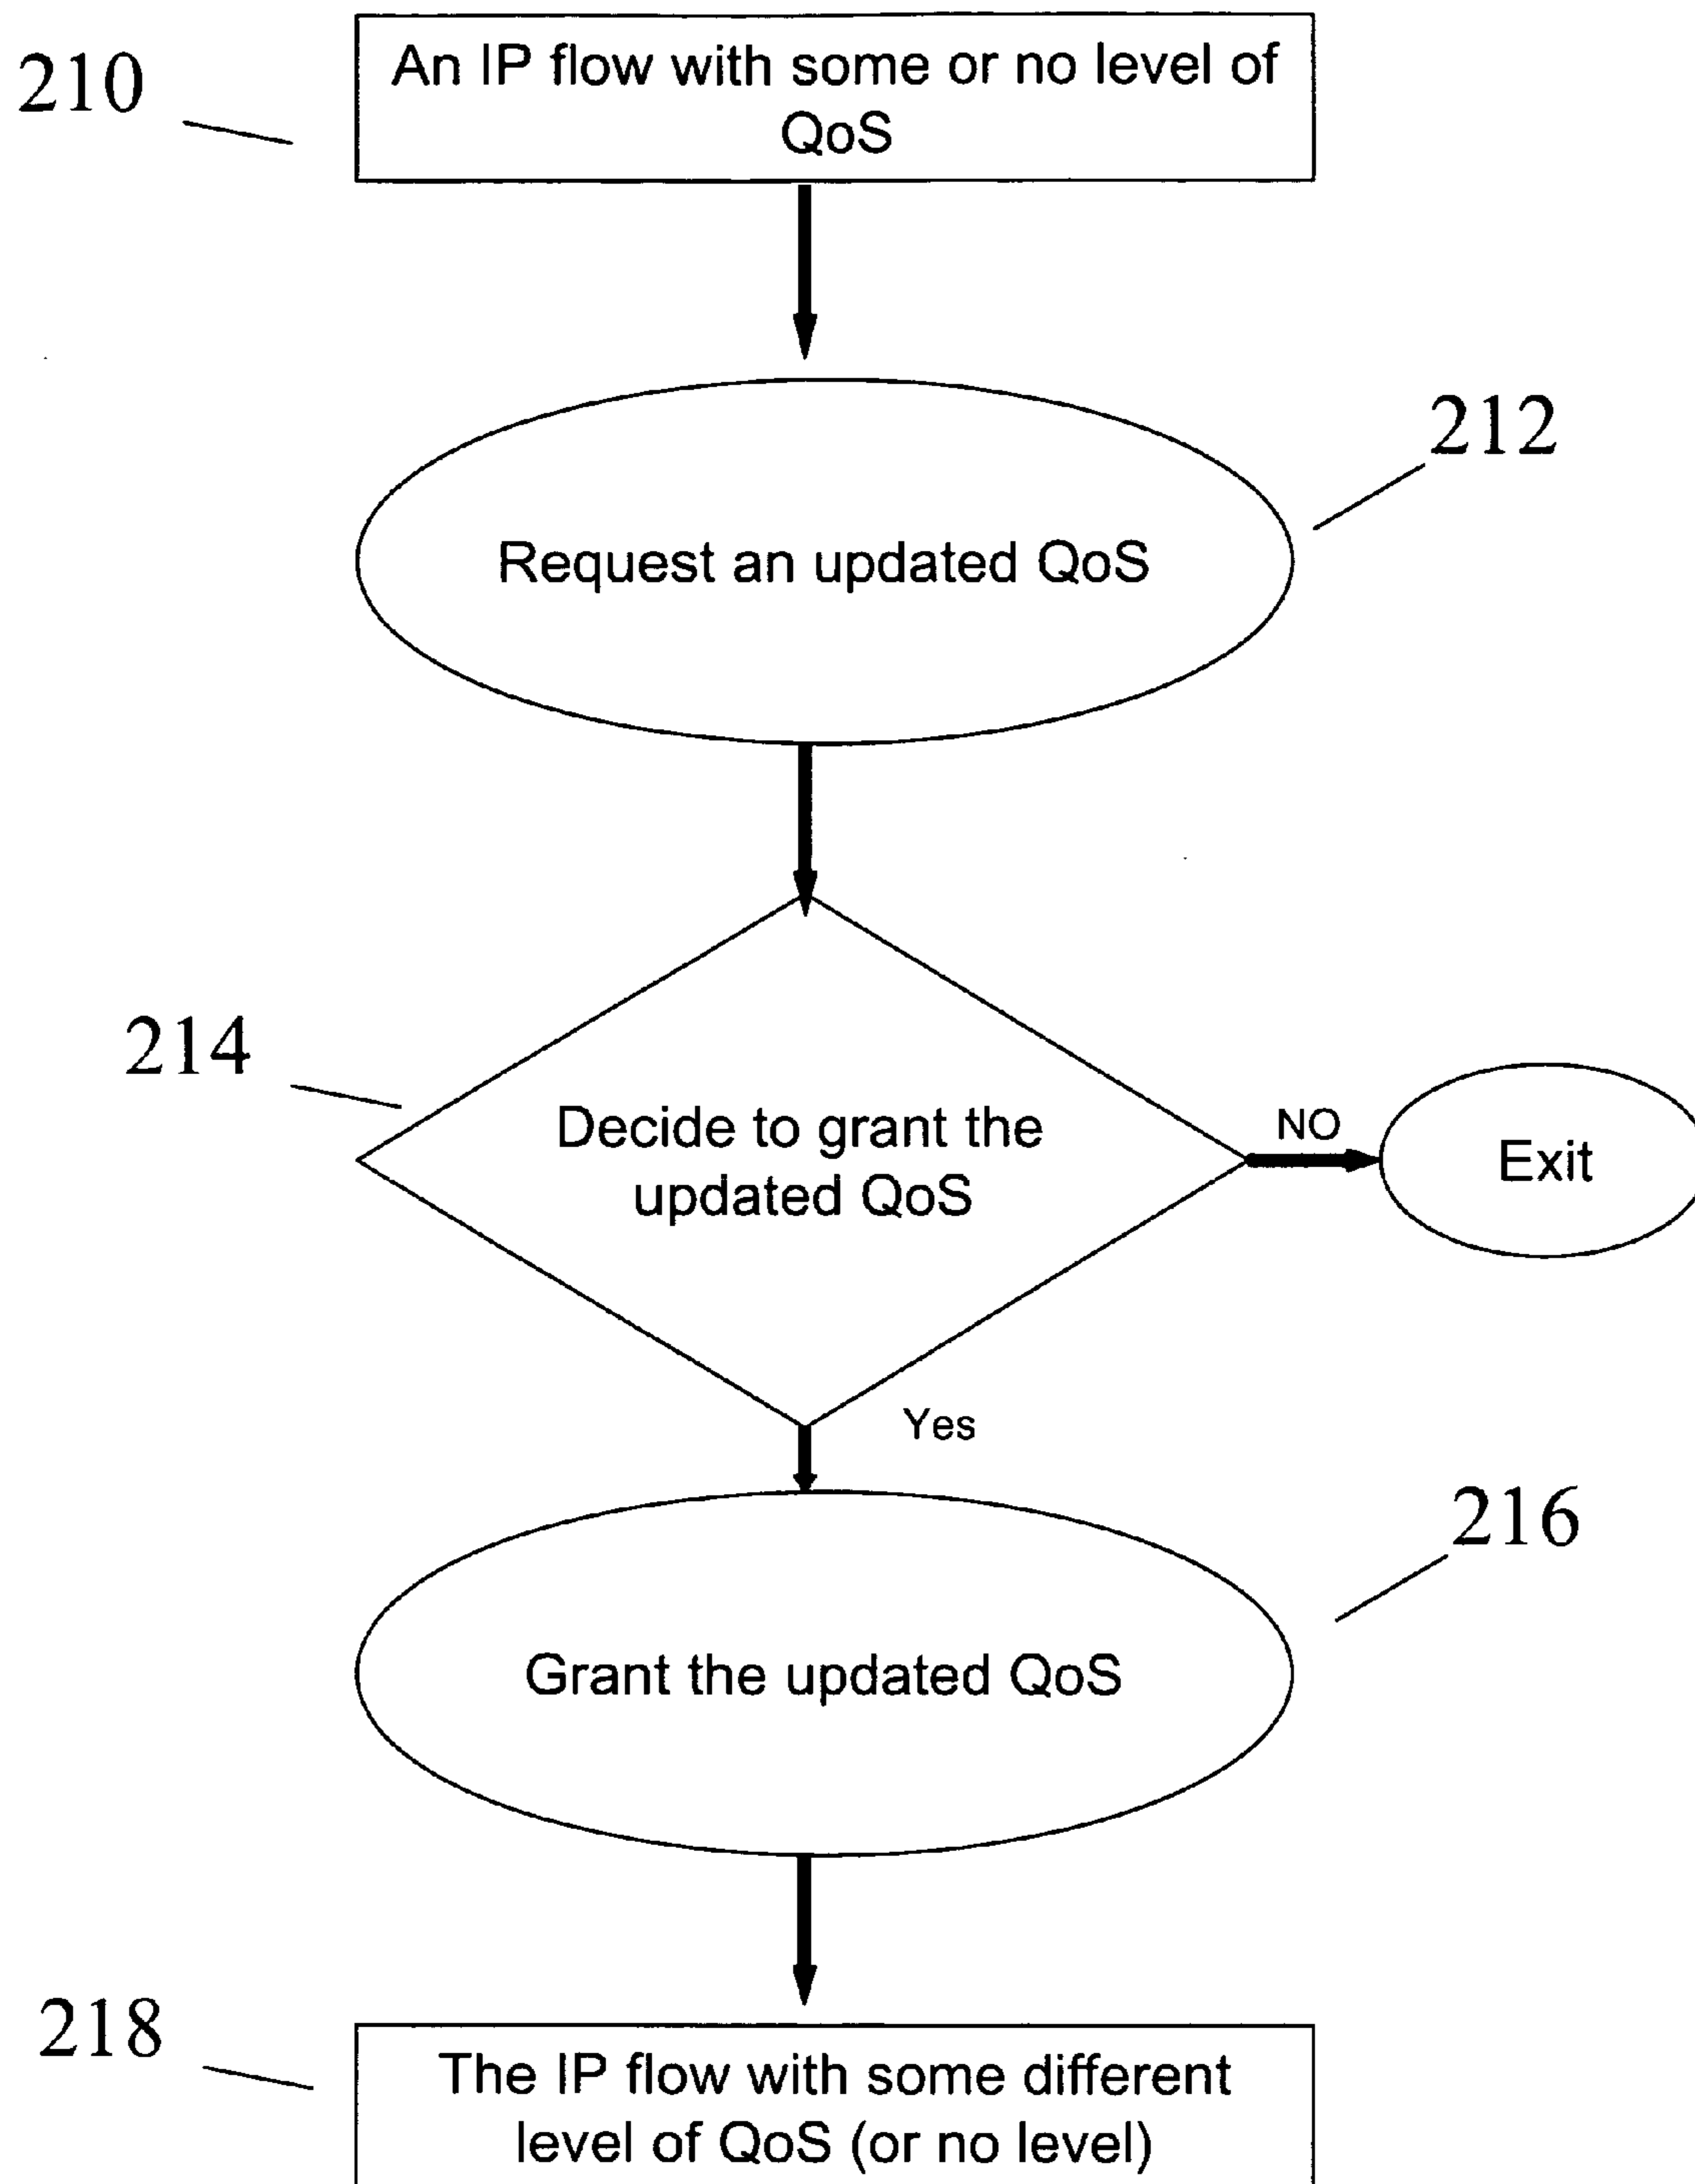 210
An IP flow with some or no level of
QoS
212
Request an updated QoS
214
Decide to grant the
updated QoS
NO
Exit
Yes
216
Grant the updated QoS
218
The IP flow with some different
level of QoS (or no level)